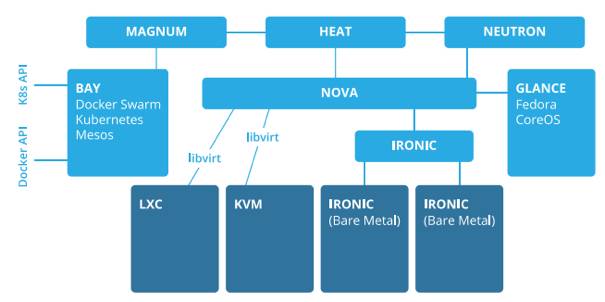 MAGNUM
HEAT
NEUTRON
K8s API
Docker API
BAY
Docker Swarm
Kubernetes
Mesos
NOVA
GLANCE
Fedora
CoreOS
libvirt
libvirt
IRONIC
LXC
KVM
IRONIC
(Bare Metal)
IRONIC
(Bare Metal)